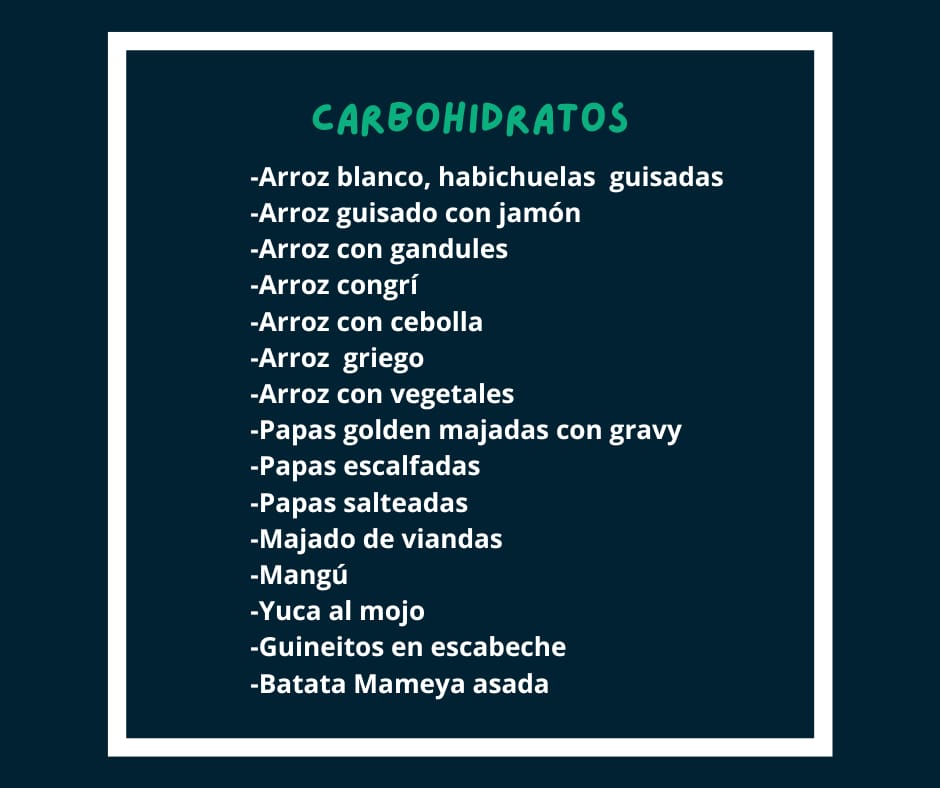 CARBOHIDRATOS
-Arroz blanco, habichuelas  guisadas
-Arroz guisado con jamón
-Arroz con gandules
-Arroz congrí
-Arroz con cebolla
-Arroz  griego
-Arroz con vegetales
-Papas golden majadas con gravy
-Papas escalfadas
-Papas salteadas
-Majado de viandas
-Mangú
-Yuca al mojo
-Guineitos en escabeche
-Batata Mameya asada